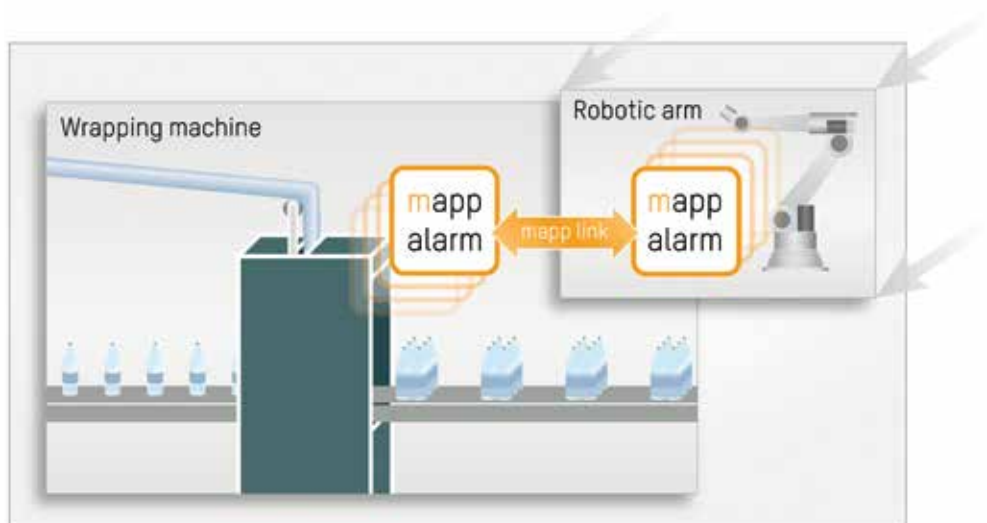 Wrapping machine
Robotic arm
mapp
alarm
mapp link
mapp
alarm